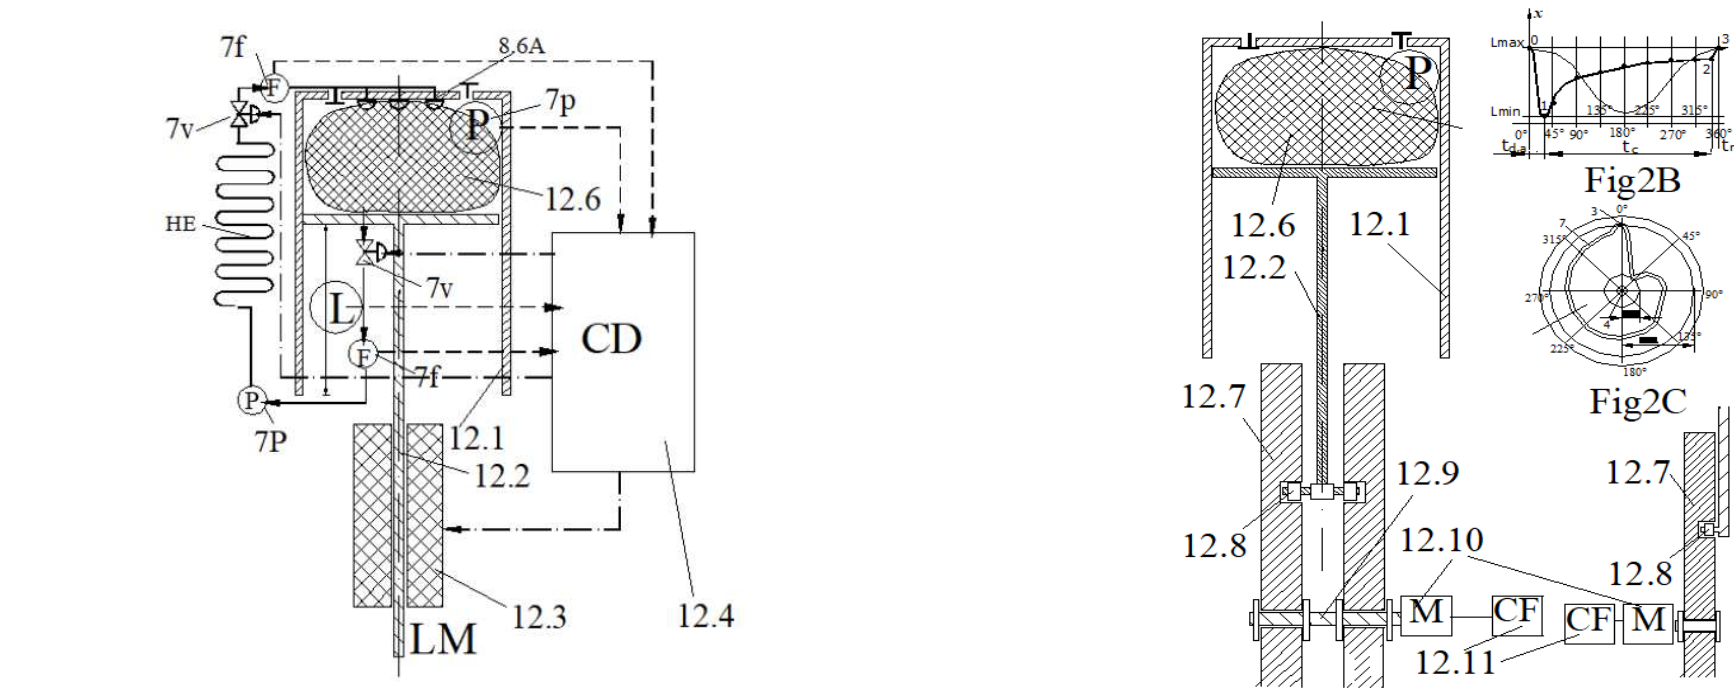 7f
8.6A
F
7p
7v
P
12.6
HE
7v
L
CD
F
7f
P
7P
12.1
12.2
12.3
12.4
LM
P
12.6
12.1
12.2
12.7
12.9
12.8
12.10
M
CF
12.11
x
Lmax
0
3
2
1
135°
225°
315°
Lmin
0°
45°
90°
180°
270°
360°
tc
Fig2B
3
0°
7
315°
45°
270°
90°
4
135°
225°
180°
Fig2C
12.7
12.8
CF
M